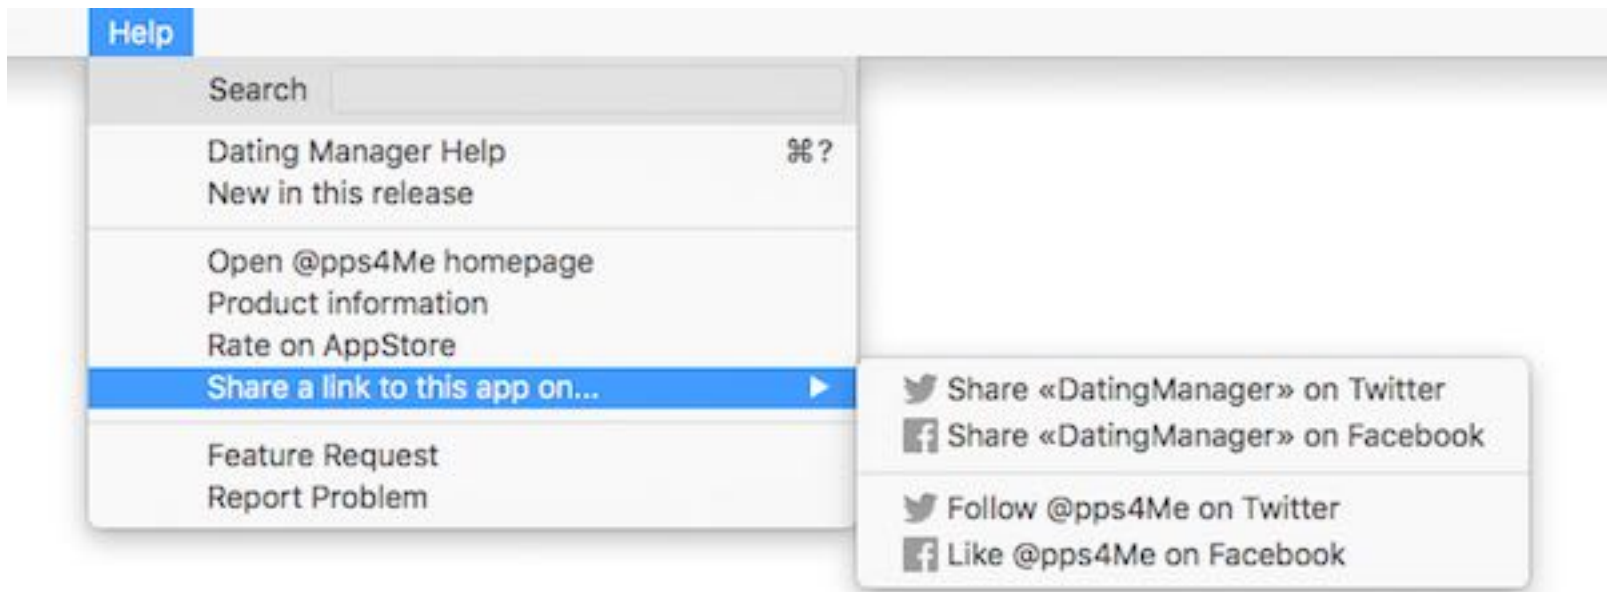 Help
Search
Dating Manager Help ⌘?
New in this release
Open @pps4Me homepage
Product information
Rate on AppStore
Share a link to this app on...
Share «DatingManager» on Twitter
Share «DatingManager» on Facebook
Follow @pps4Me on Twitter
Like @pps4Me on Facebook
Feature Request
Report Problem